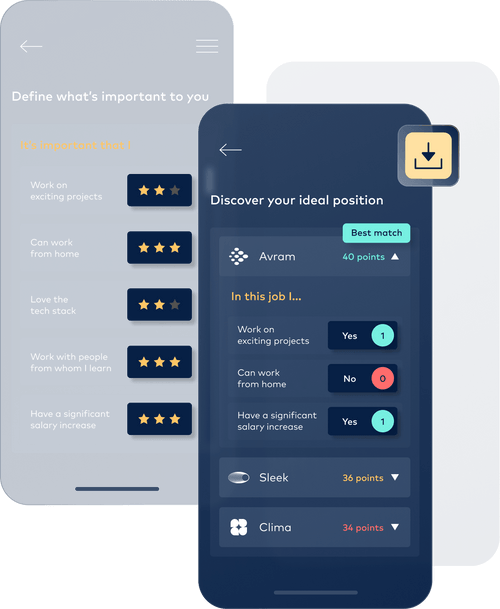 Define what's important to you
It's important that I
Work on
exciting projects
Can work
from home
Love the
tech stack
Work with people
from whom I learn
Have a significant
salary increase
Discover your ideal position
Best match
Avram
40 points
In this job I...
Work on
exciting projects
Yes
1
Can work
from home
No
0
Have a significant
salary increase
Yes
1
Sleek
36 points
Clima
34 points